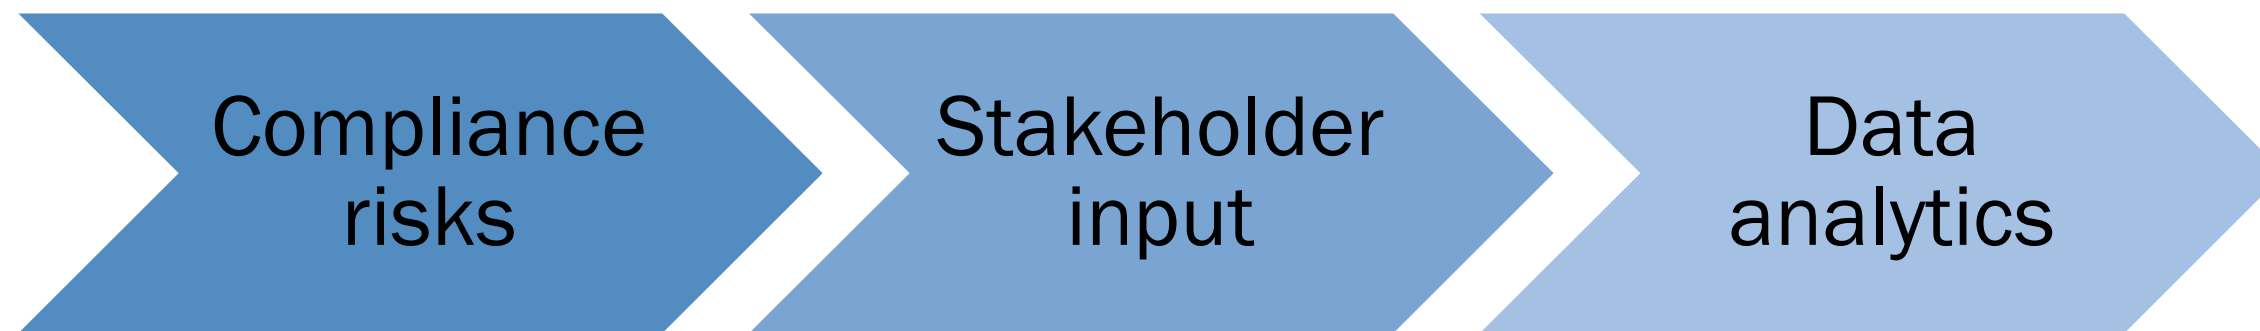 Compliance
risks
Stakeholder
input
Data
analytics